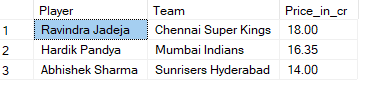 Player Team Price_in_cr
1 Ravindra Jadeja Chennai Super Kings 18.00
2 Hardik Pandya Mumbai Indians 16.35
3 Abhishek Sharma Sunrisers Hyderabad 14.00